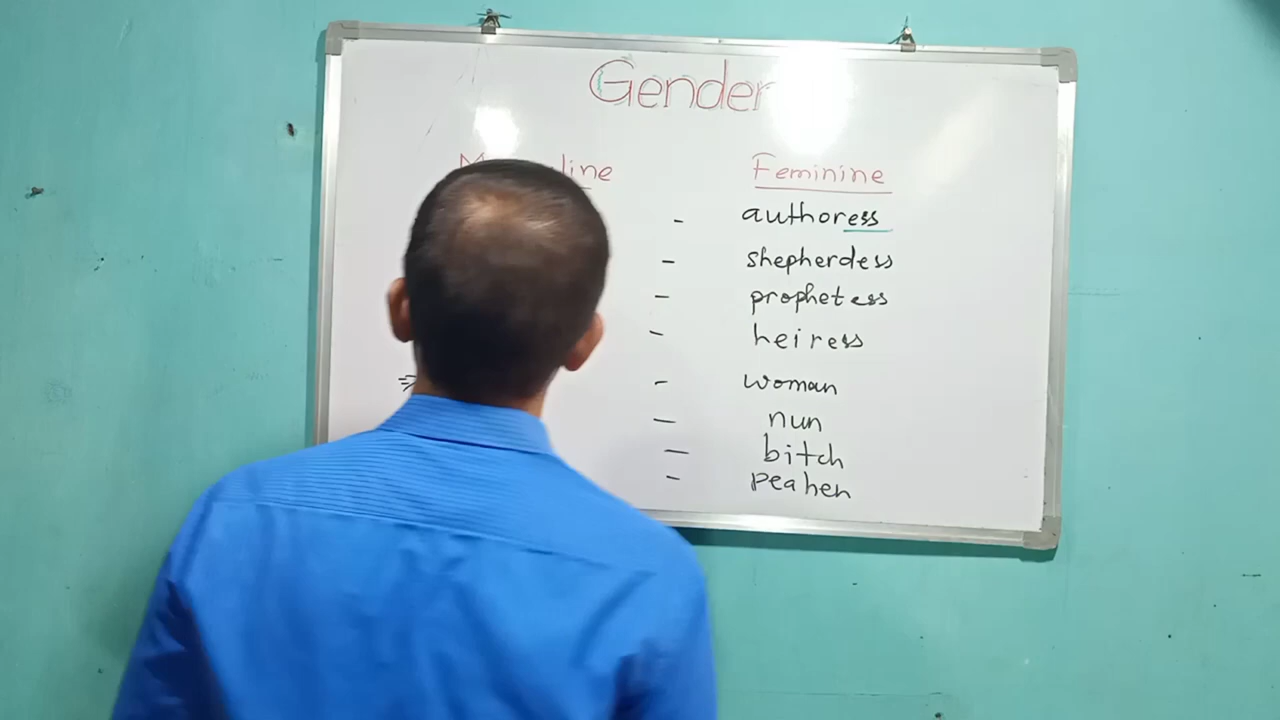 Gender
Feminine
- authoress
- shepherdess
- prophetess
- heiress
- woman
- nun
- bitch
- peahen